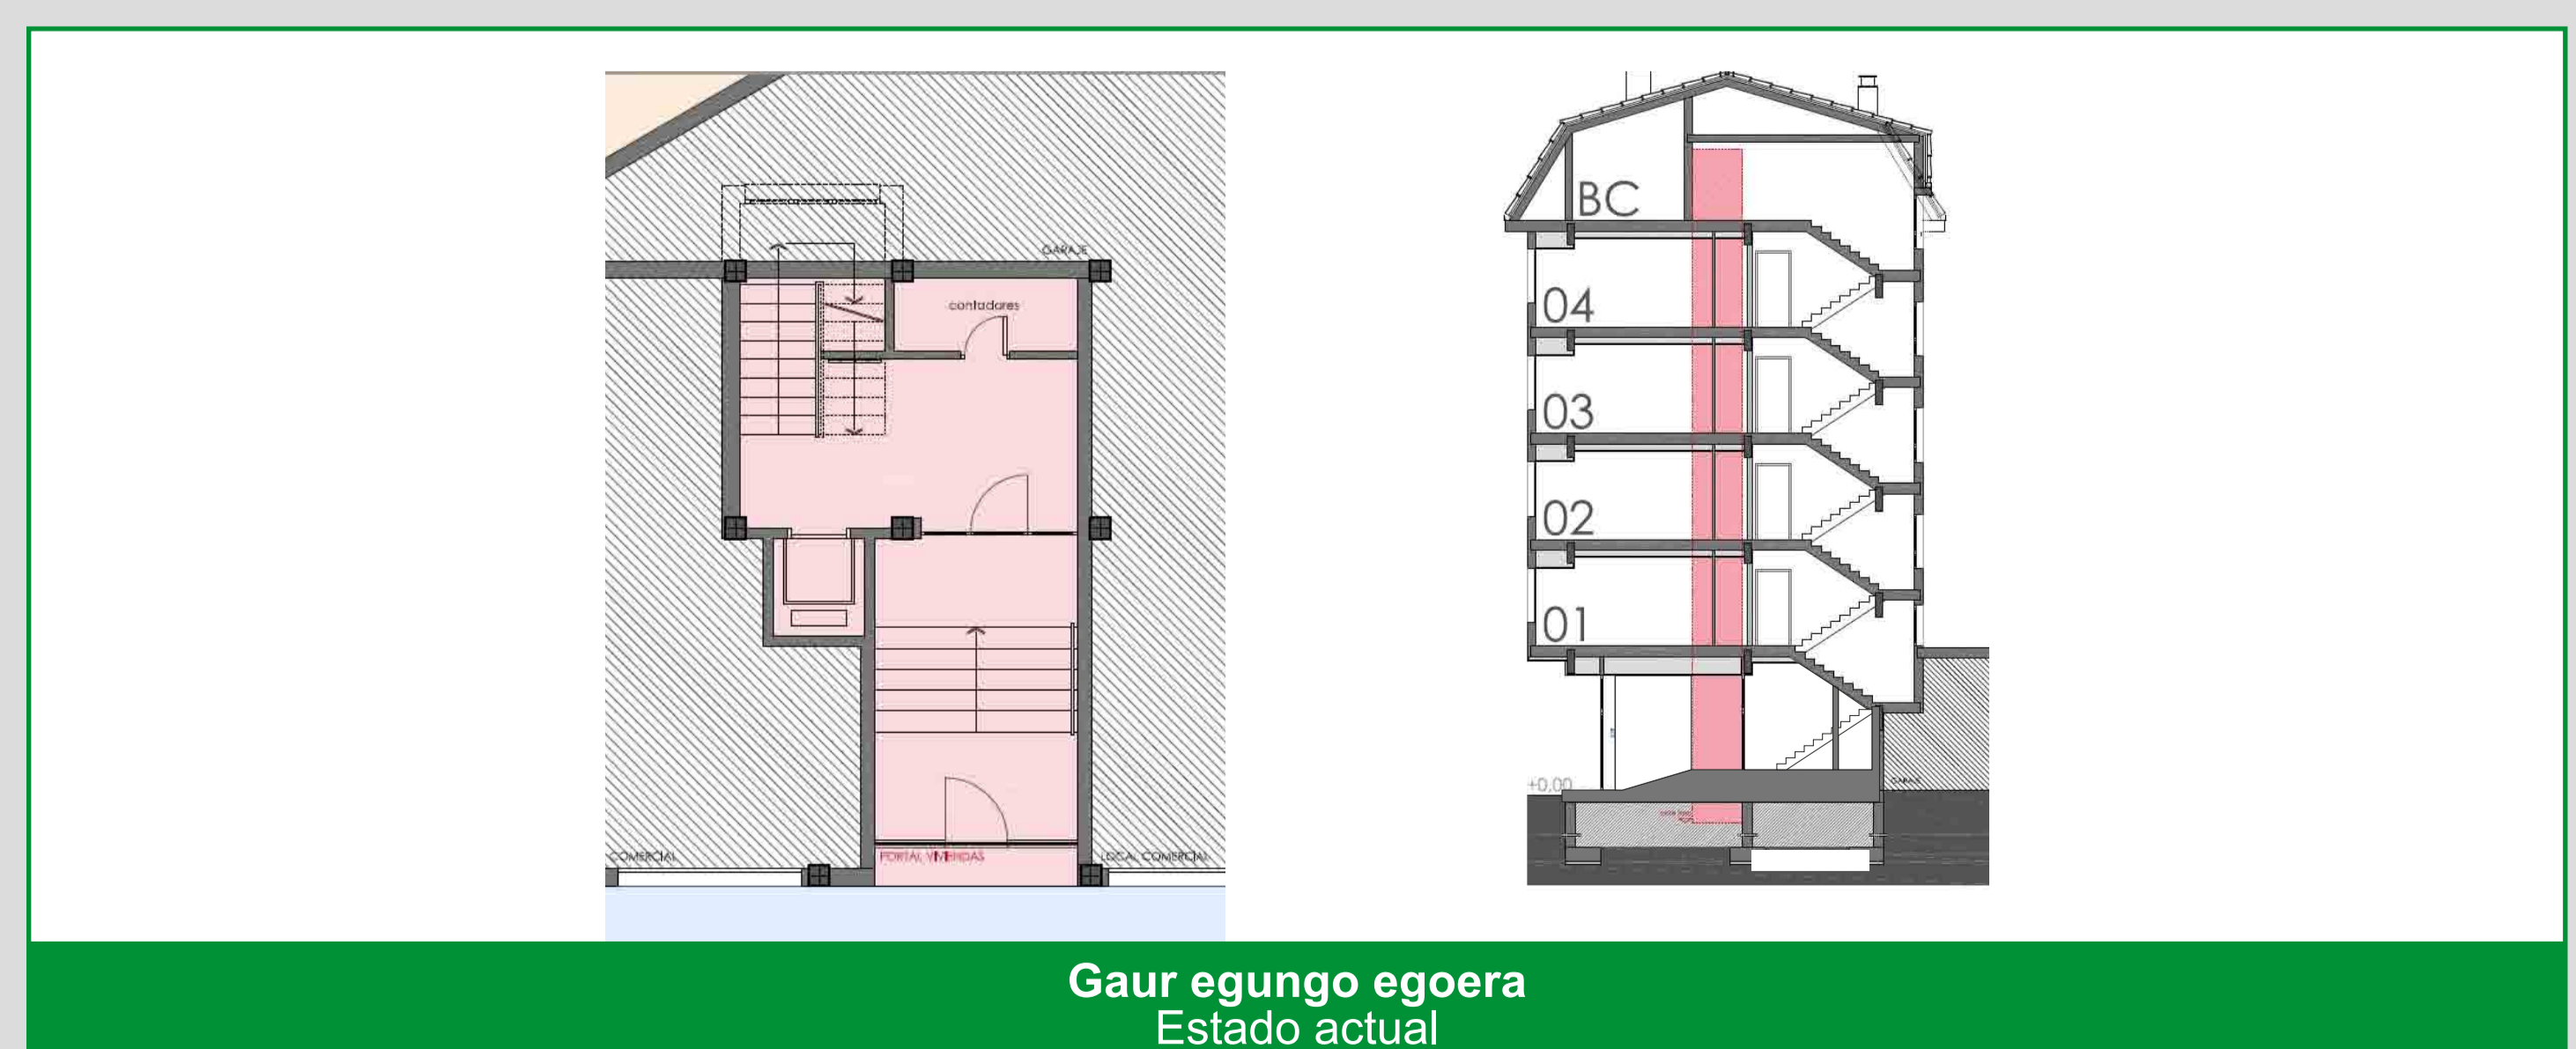 GARAJE
contadores
COMERCIAL
PORTAL VIVIENDAS
LOCAL COMERCIAL
BC
04
03
02
01
+0,00
GARAJE
Gaur egungo egoera
Estado actual